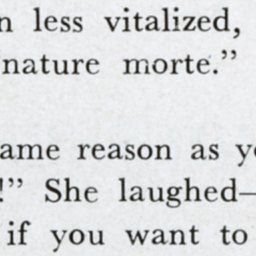 n less vitalized,
nature morte.”
ame reason as y
!” She laughed—
if you want to